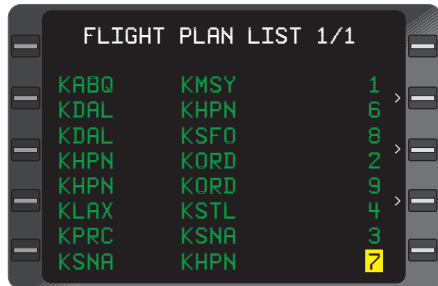 FLIGHT PLAN LIST 1/1
KABQ KMSY 1
KDAL KHPN 6
KDAL KSFO 8
KHPN KORD 2
KHPN KORD 9
KLAX KSTL 4
KPRC KSNA 3
KSNA KHPN 7